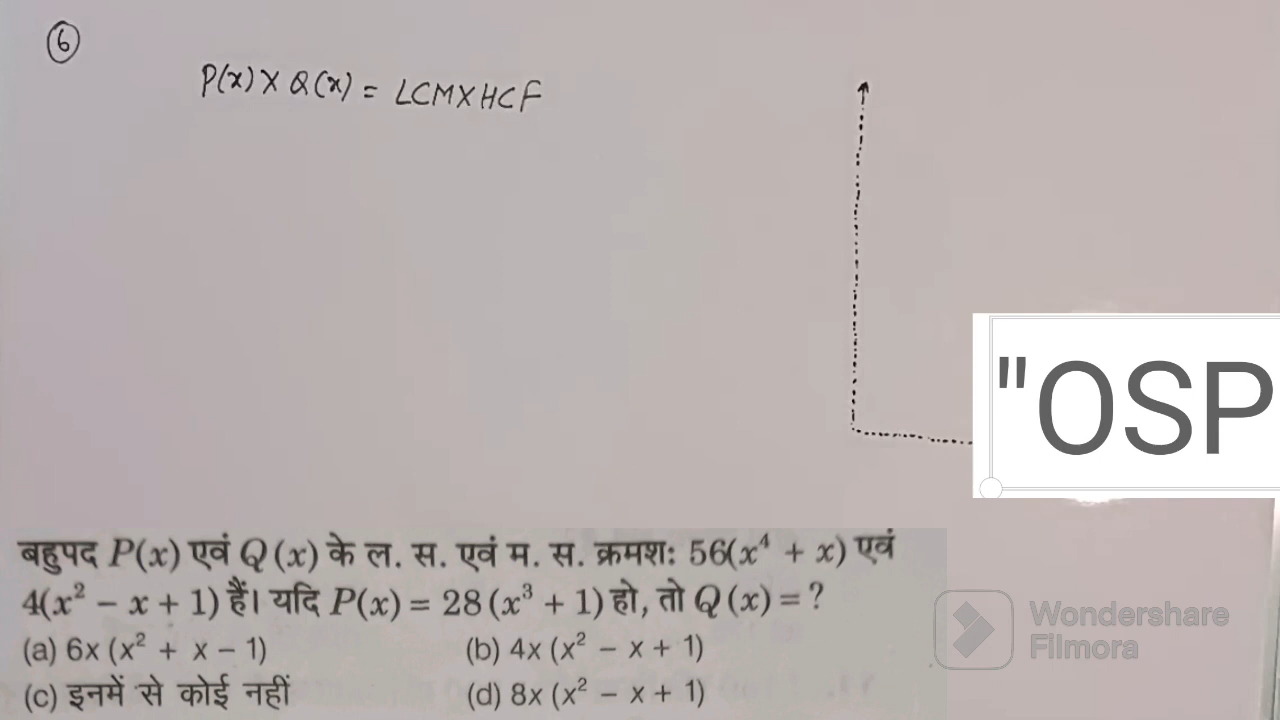 6
P(x) X Q(x) = LCM X HCF
"OSP
बहुपद P(x) एवं Q(x) के ल. स. एवं म. स. क्रमश: 56(x⁴ + x) एवं
4(x² − x + 1) हैं। यदि P(x) = 28 (x³ + 1) हो, तो Q(x) = ?
(a) 6x (x² + x − 1) (b) 4x (x² − x + 1)
(c) इनमें से कोई नहीं (d) 8x (x² − x + 1)
Wondershare
Filmora